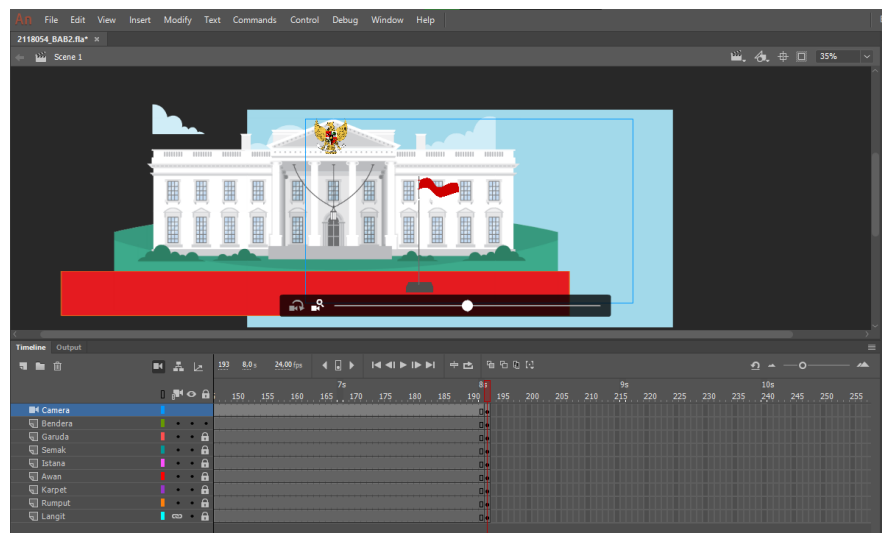 An File Edit View Insert Modify Text Commands Control Debug Window Help
2118054_BAB2.fla* ×
Scene 1 35%
Timeline Output
193 8,0 s 24,00 fps
7s 8s 9s 10s
150 155 160 165 170 175 180 185 190 195 200 205 210 215 220 225 230 235 240 245 250 255
Camera
Bendera
Garuda
Semak
Istana
Awan
Karpet
Rumput
Langit